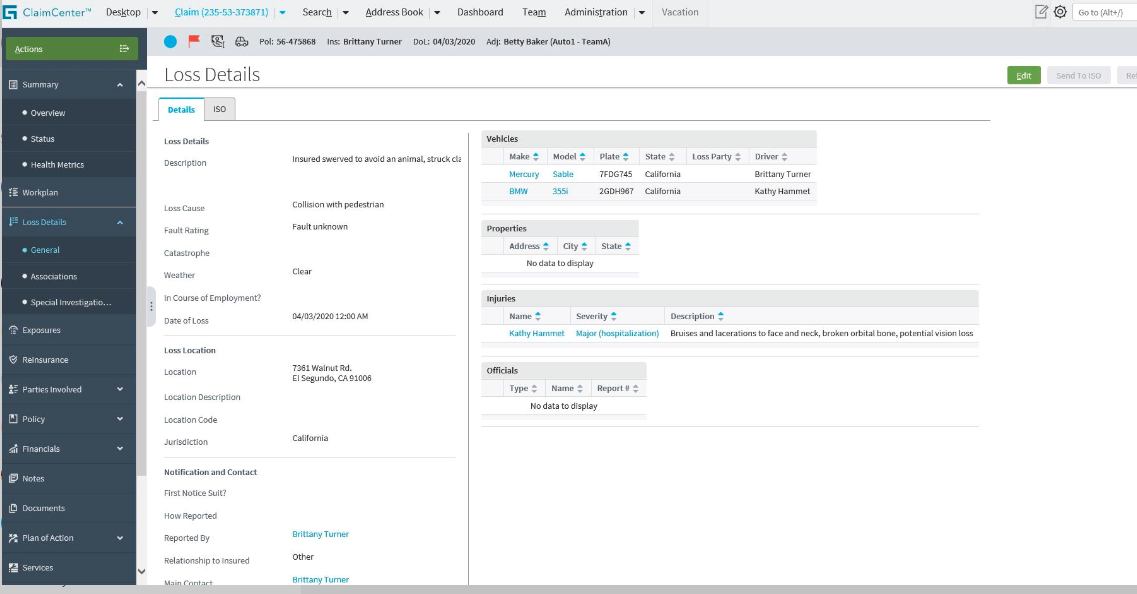 ClaimCenter™ Desktop Claim (235-53-373871) Search Address Book Dashboard Team Administration Vacation Go to (Alt+/)
Actions
Pol: 56-475868 Ins: Brittany Turner DoL: 04/03/2020 Adj: Betty Baker (Auto1 - TeamA)
Summary
Overview
Status
Health Metrics
Workplan
Loss Details
General
Associations
Special Investigatio...
Exposures
Reinsurance
Parties Involved
Policy
Financials
Notes
Documents
Plan of Action
Services
Loss Details
Edit Send To ISO
Details ISO
Loss Details
Description Insured swerved to avoid an animal, struck cla
Loss Cause Collision with pedestrian
Fault Rating Fault unknown
Catastrophe
Weather Clear
In Course of Employment?
Date of Loss 04/03/2020 12:00 AM
Loss Location
Location 7361 Walnut Rd.
El Segundo, CA 91006
Location Description
Location Code
Jurisdiction California
Notification and Contact
First Notice Suit?
How Reported
Reported By Brittany Turner
Relationship to Insured Other
Main Contact Brittany Turner
Vehicles
Make Model Plate State Loss Party Driver
Mercury Sable 7FDG745 California Brittany Turner
BMW 355i 2GDH967 California Kathy Hammet
Properties
Address City State
No data to display
Injuries
Name Severity Description
Kathy Hammet Major (hospitalization) Bruises and lacerations to face and neck, broken orbital bone, potential vision loss
Officials
Type Name Report #
No data to display